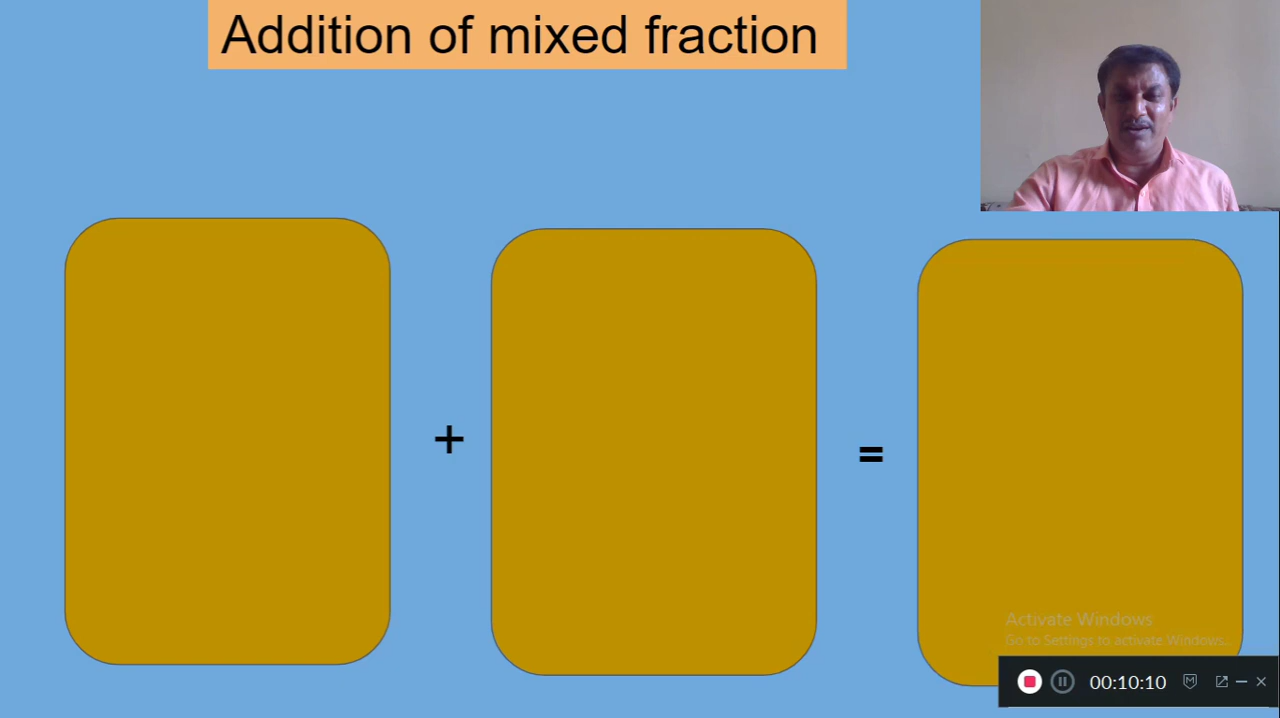 Addition of mixed fraction
+
=
Activate Windows
Go to Settings to activate Windows.
00:10:10